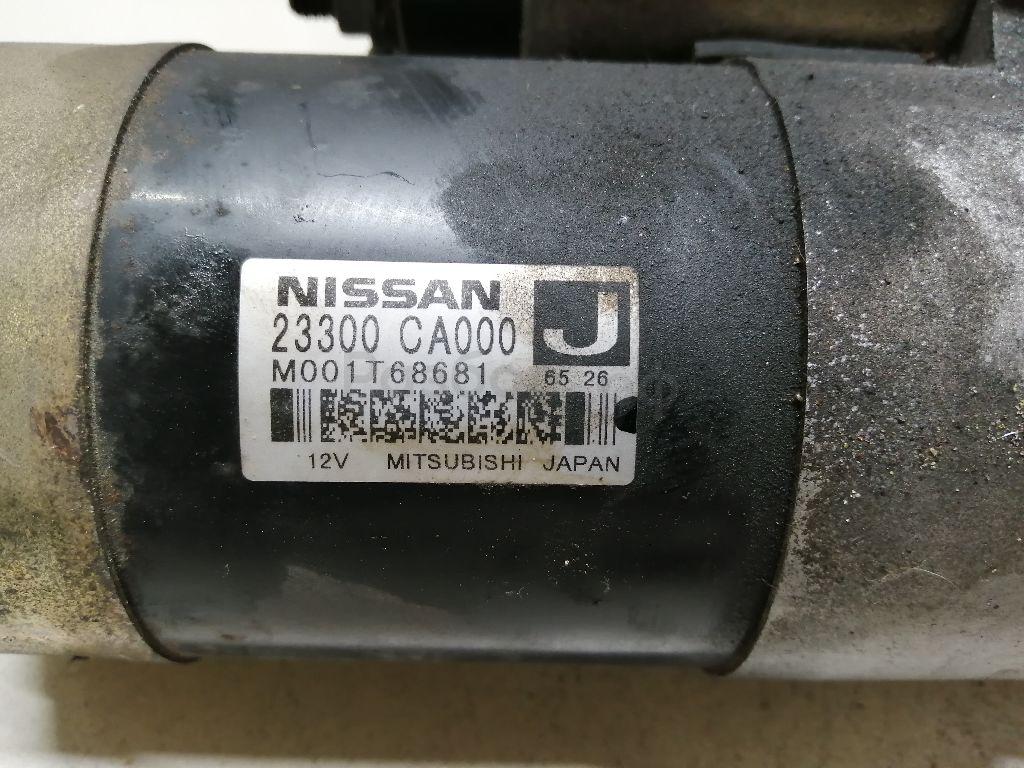 NISSAN
23300 CA000
J
M001T68681
65 26
12V MITSUBISHI JAPAN